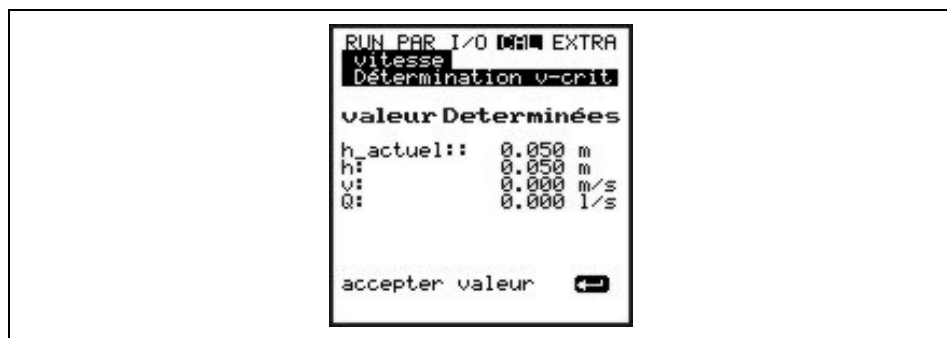 RUN PAR I/O CAL EXTRA
vitesse
Détermination v-crit
valeur Determinées
h_actuel:: 0.050 m
h: 0.050 m
v: 0.000 m/s
Q: 0.000 l/s
accepter valeur